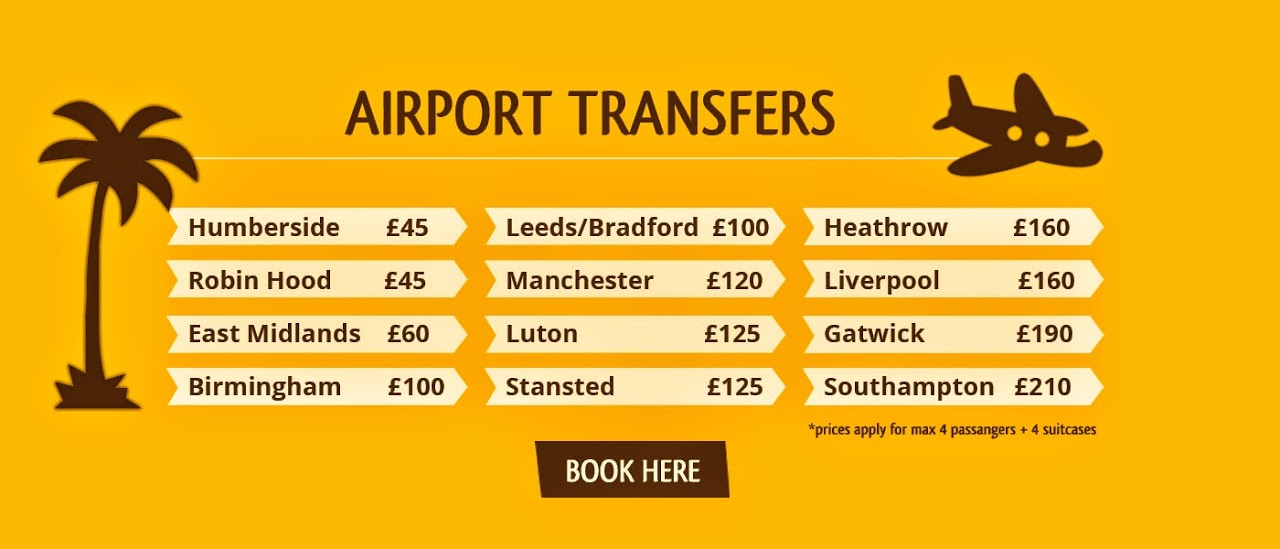 AIRPORT TRANSFERS
Humberside £45
Leeds/Bradford £100
Heathrow £160
Robin Hood £45
Manchester £120
Liverpool £160
East Midlands £60
Luton £125
Gatwick £190
Birmingham £100
Stansted £125
Southampton £210
*prices apply for max 4 passangers + 4 suitcases
BOOK HERE